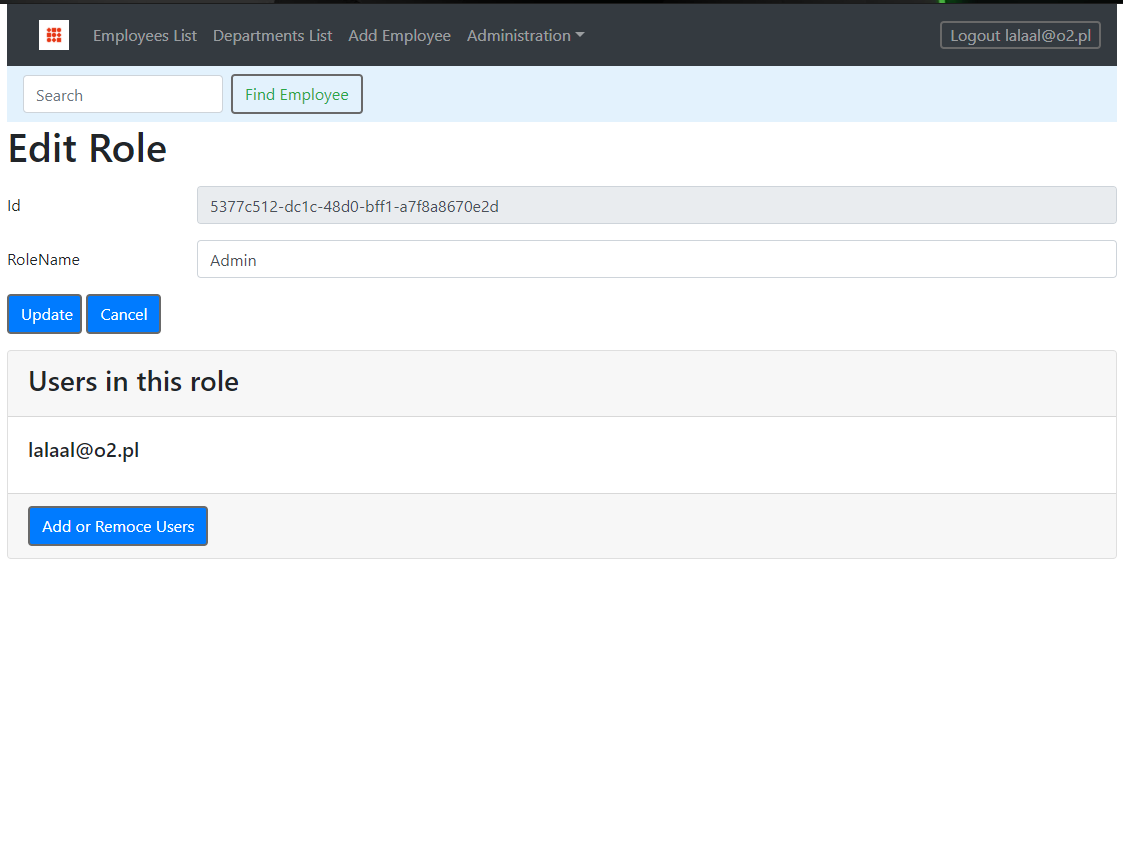 Employees List Departments List Add Employee Administration Logout lalaal@o2.pl
Search Find Employee
Edit Role
Id 5377c512-dc1c-48d0-bff1-a7f8a8670e2d
RoleName Admin
Update Cancel
Users in this role
lalaal@o2.pl
Add or Remoce Users